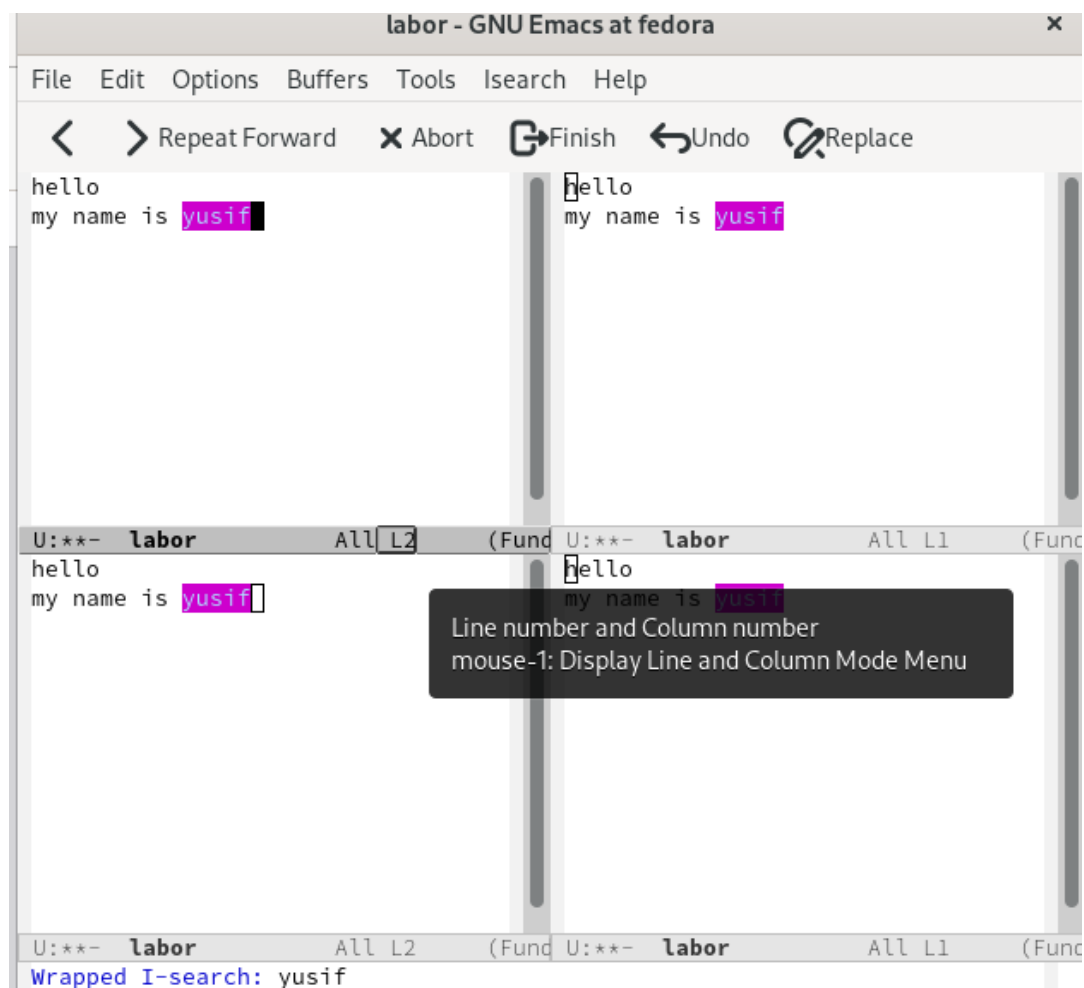 labor - GNU Emacs at fedora ×
File Edit Options Buffers Tools Isearch Help
Repeat Forward Abort Finish Undo Replace
hello
my name is yusif
hello
my name is yusif
U:**- labor All L2 (Fund
U:**- labor All L1 (Func
hello
my name is yusif
hello
my name is yusif
Line number and Column number
mouse-1: Display Line and Column Mode Menu
U:**- labor All L2 (Fund
U:**- labor All L1 (Func
Wrapped I-search: yusif